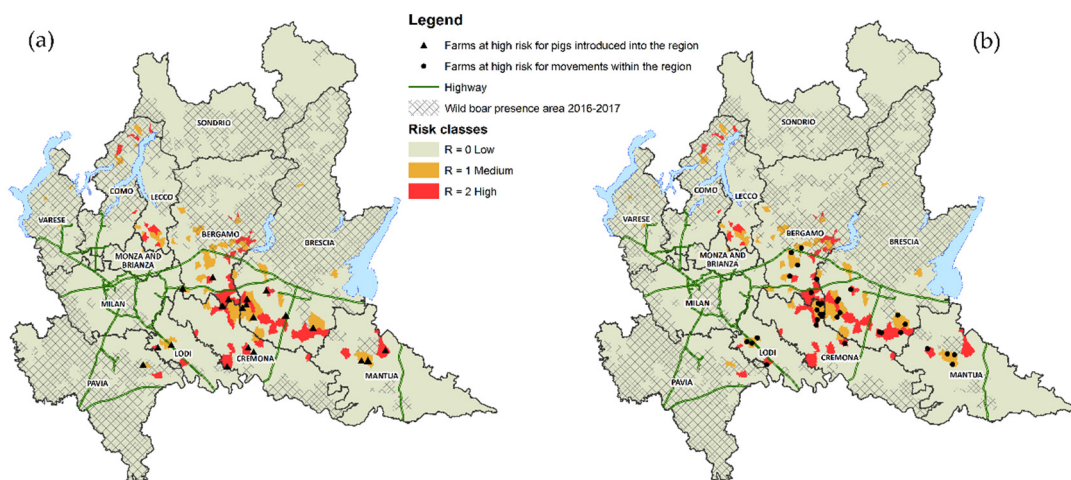 (a)
Legend
Farms at high risk for pigs introduced into the region
Farms at high risk for movements within the region
Highway
Wild boar presence area 2016-2017
Risk classes
R = 0 Low
R = 1 Medium
R = 2 High
SONDRIO
COMO
LECCO
VARESE
BERGAMO
BRESCIA
MONZA AND
BRIANZA
MILAN
LODI
CREMONA
PAVIA
MANTUA
(b)
SONDRIO
COMO
LECCO
VARESE
BERGAMO
BRESCIA
MONZA AND
BRIANZA
MILAN
LODI
CREMONA
PAVIA
MANTUA